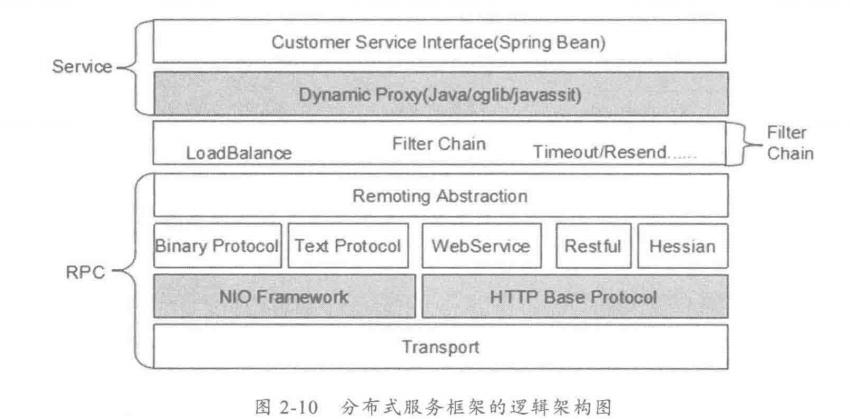 Customer Service Interface(Spring Bean)
Service
Dynamic Proxy(Java/cglib/javassit)
Filter Chain
LoadBalance
Timeout/Resend......
Filter
Chain
Remoting Abstraction
Binary Protocol
Text Protocol
WebService
Restful
Hessian
RPC
NIO Framework
HTTP Base Protocol
Transport
图 2-10 分布式服务框架的逻辑架构图